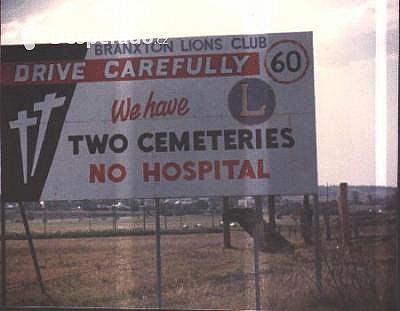 BRANXTON LIONS CLUB
DRIVE CAREFULLY
60
We have
L
TWO CEMETERIES
NO HOSPITAL